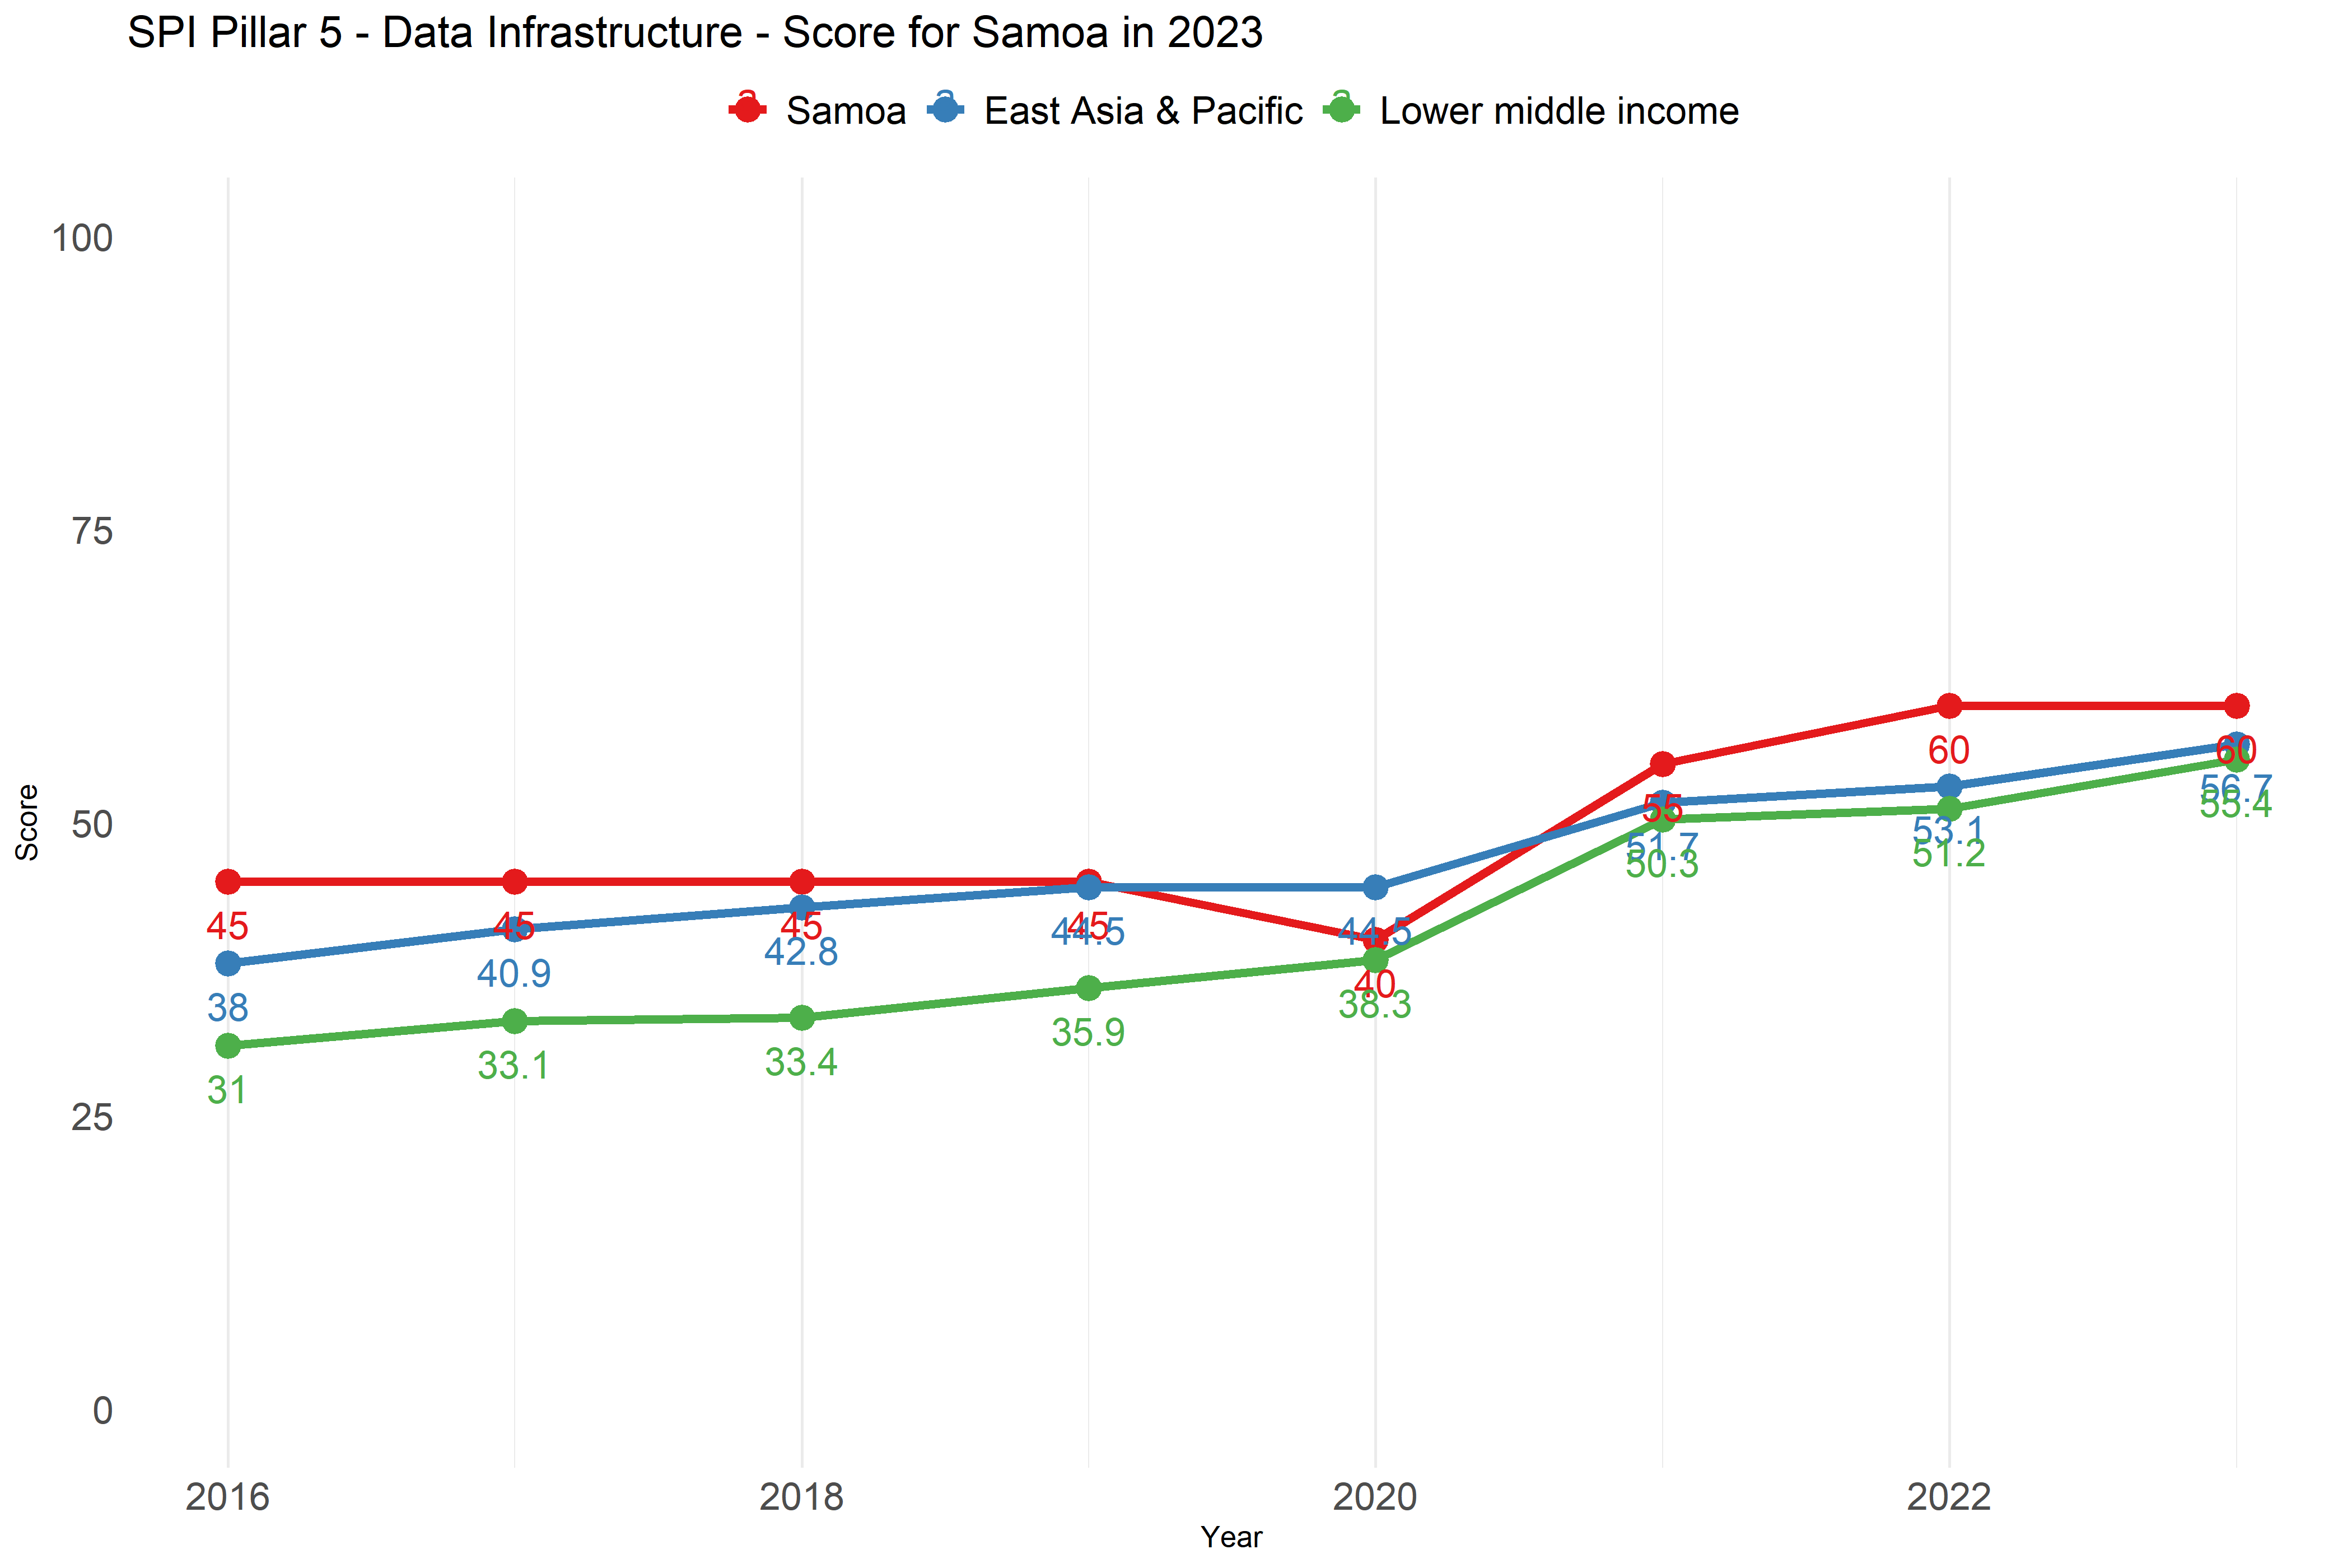 SPI Pillar 5 - Data Infrastructure - Score for Samoa in 2023
Samoa East Asia & Pacific Lower middle income
100
75
50
25
0
Score
45 45 45 45 40 55 60 60
38 40.9 42.8 44.5 44.5 51.7 53.1 56.7
31 33.1 33.4 35.9 38.3 50.3 51.2 55.4
2016 2018 2020 2022
Year